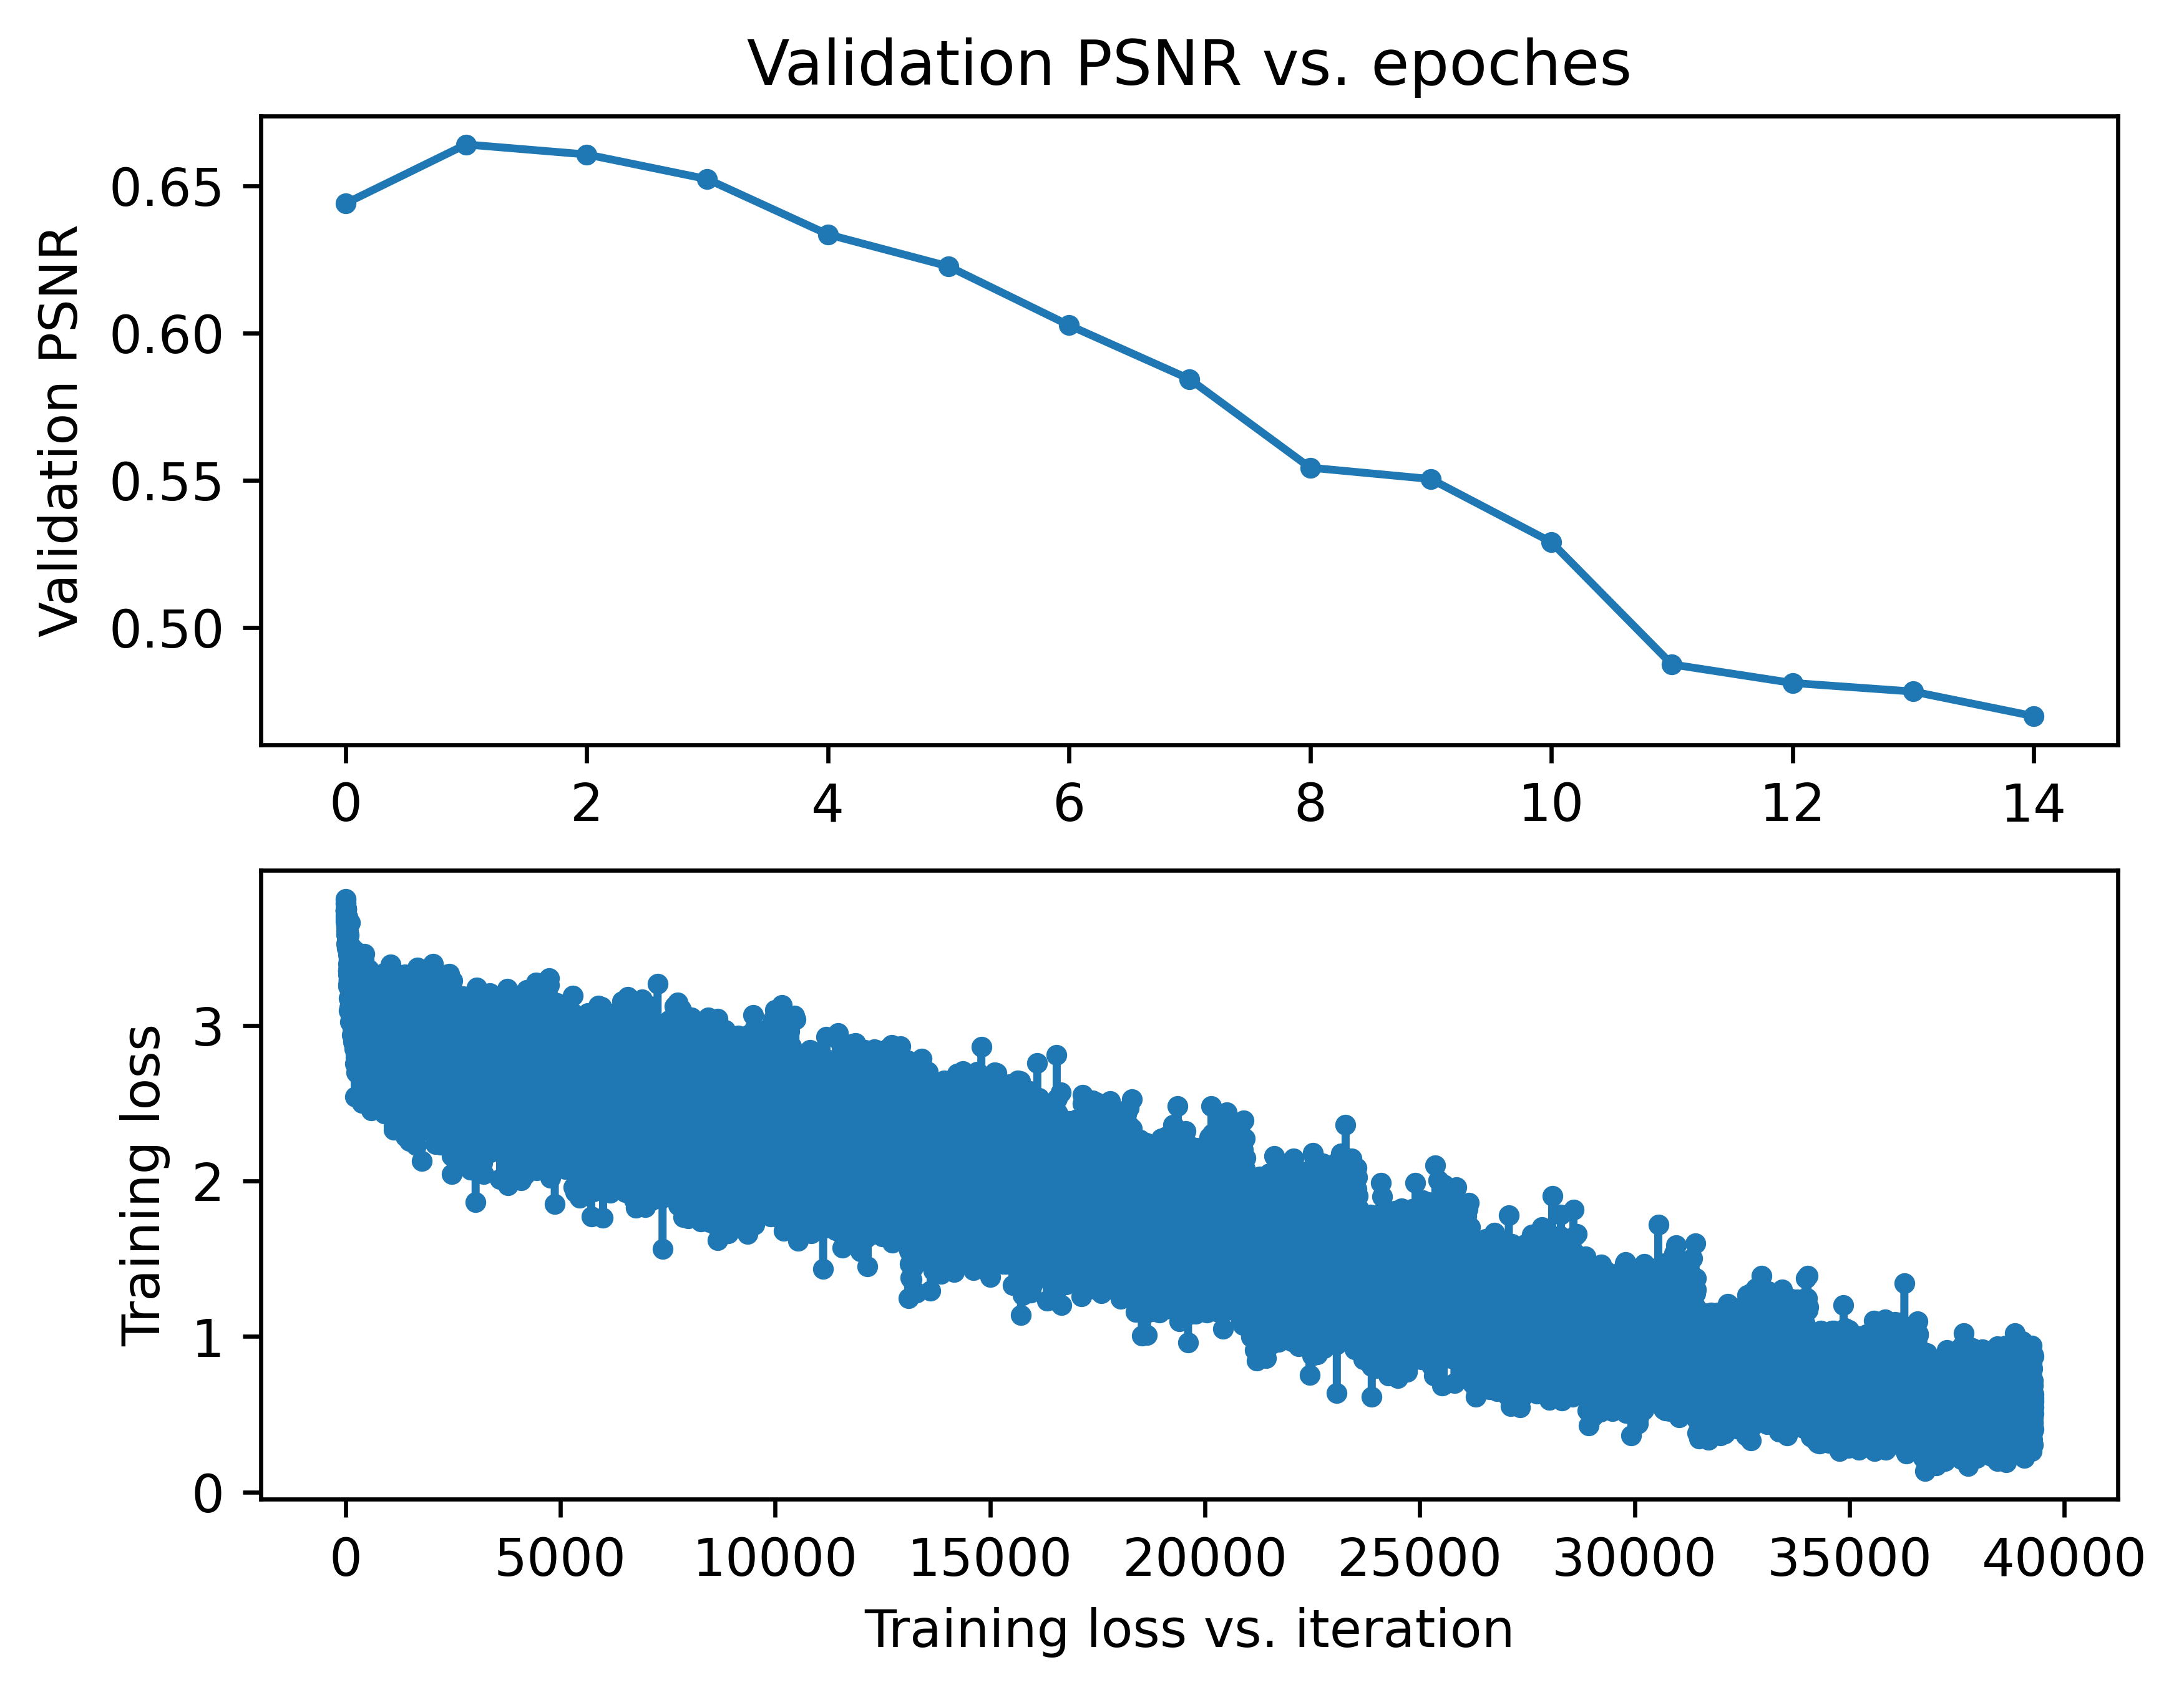 Validation PSNR vs. epoches
Validation PSNR
0.65
0.60
0.55
0.50
0 2 4 6 8 10 12 14
Training loss
3
2
1
0
0 5000 10000 15000 20000 25000 30000 35000 40000
Training loss vs. iteration